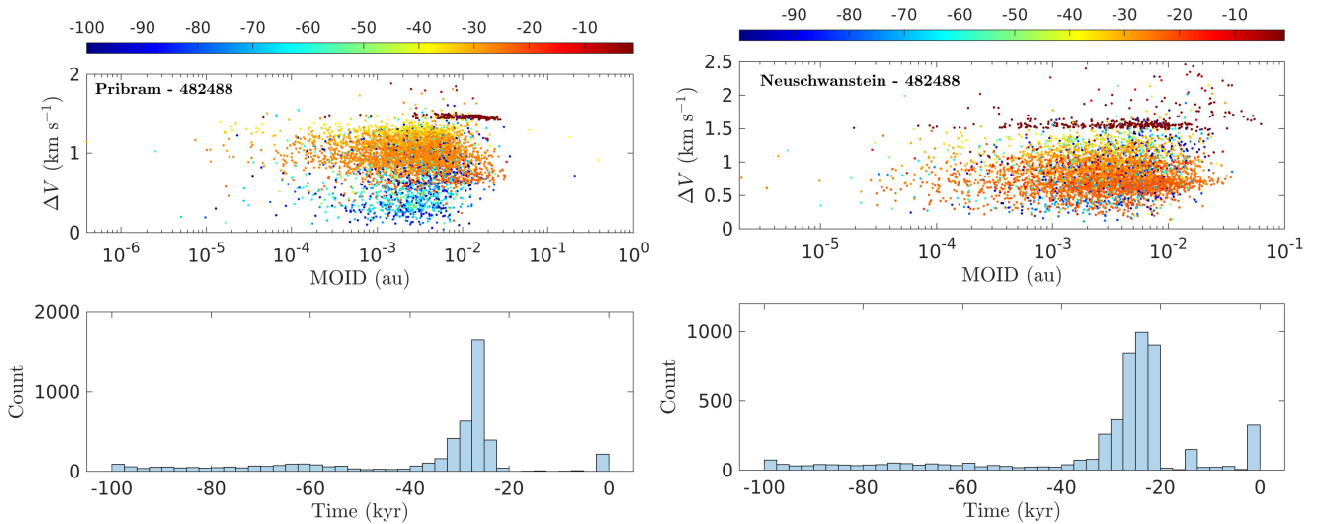 -100 -90 -80 -70 -60 -50 -40 -30 -20 -10
Pribram - 482488
2
1
0
ΔV (km s⁻¹)
10⁻⁶ 10⁻⁵ 10⁻⁴ 10⁻³ 10⁻² 10⁻¹ 10⁰
MOID (au)
2000
1000
0
Count
-100 -80 -60 -40 -20 0
Time (kyr)
-90 -80 -70 -60 -50 -40 -30 -20 -10
Neuschwanstein - 482488
2.5
2
1.5
1
0.5
0
ΔV (km s⁻¹)
10⁻⁵ 10⁻⁴ 10⁻³ 10⁻² 10⁻¹
MOID (au)
1000
500
0
Count
-100 -80 -60 -40 -20 0
Time (kyr)